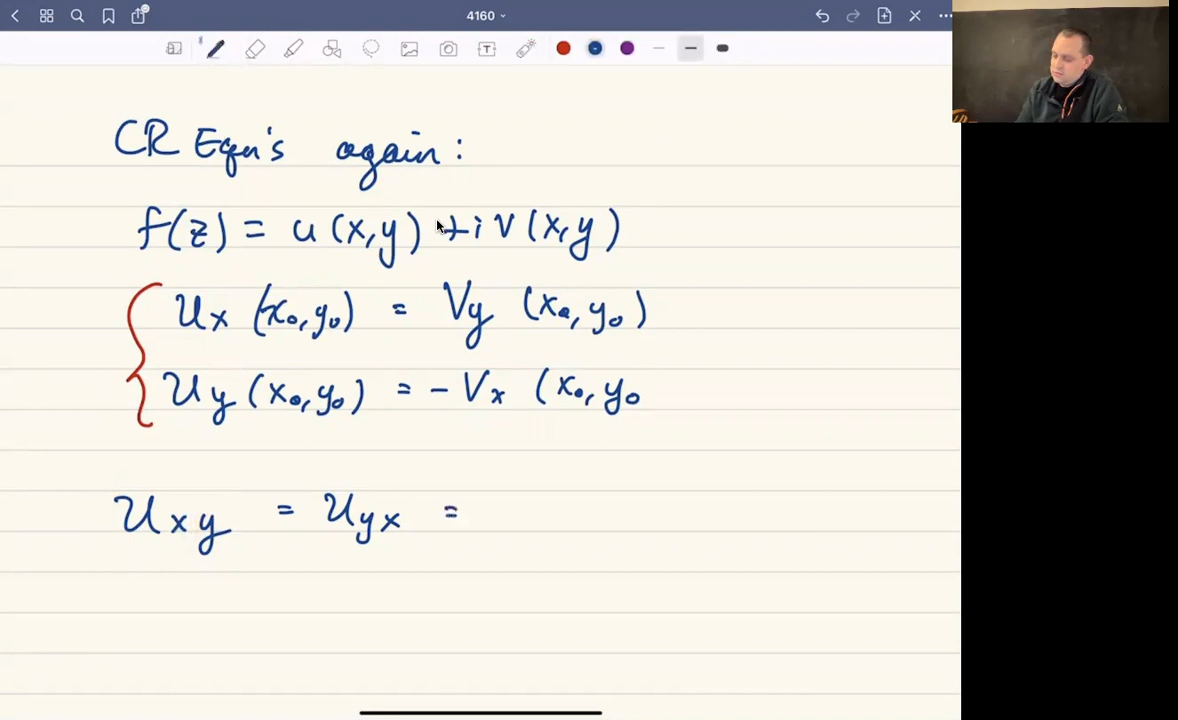 4160
CR Eqn's again:
f(z) = u(x,y) + i v(x,y)
Ux (x0,y0) = Vy (x0,y0)
Uy (x0,y0) = - Vx (x0,y0
Uxy = Uyx =